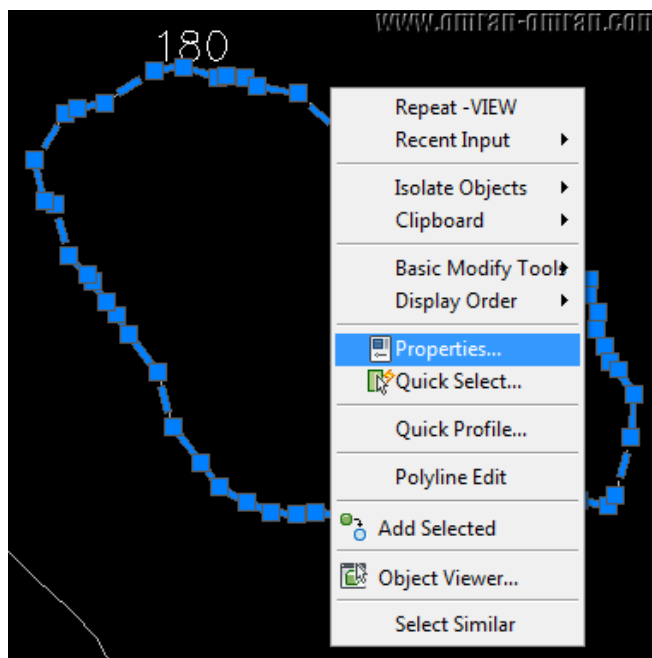 www.omran-omran.com
180
Repeat -VIEW
Recent Input
Isolate Objects
Clipboard
Basic Modify Tools
Display Order
Properties...
Quick Select...
Quick Profile...
Polyline Edit
Add Selected
Object Viewer...
Select Similar